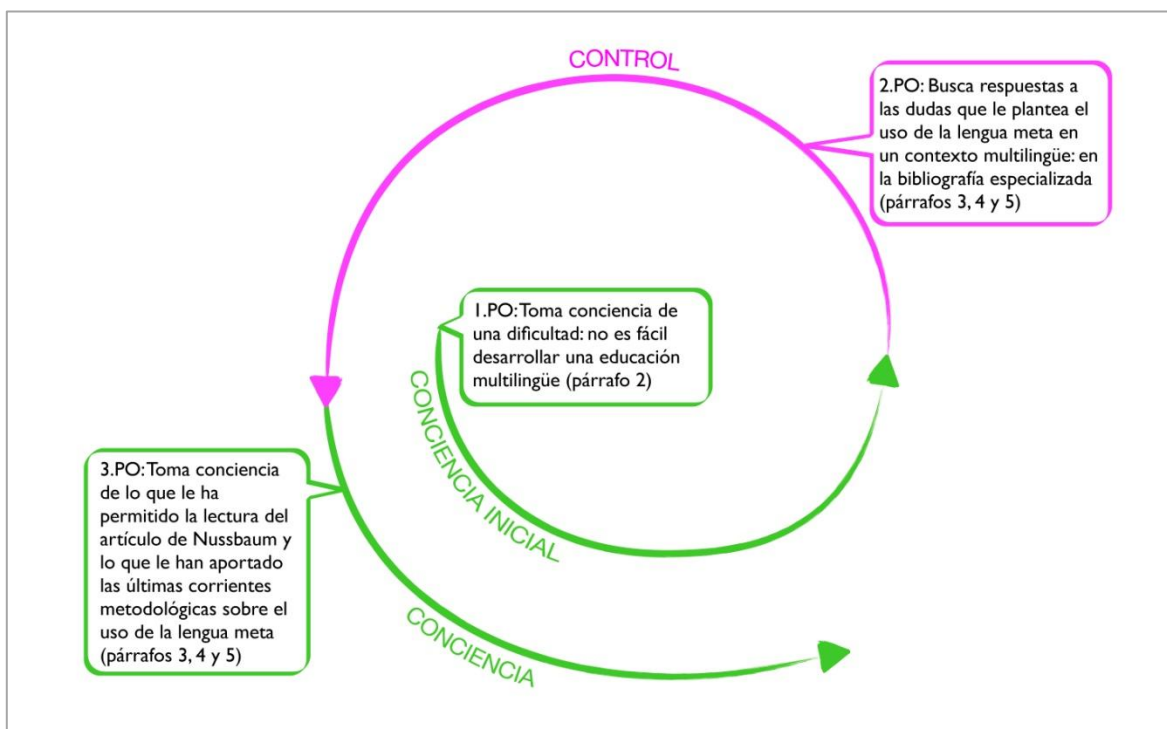 CONTROL
2.PO: Busca respuestas a
las dudas que le plantea el
uso de la lengua meta en
un contexto multilingüe: en
la bibliografía especializada
(párrafos 3, 4 y 5)
1.PO: Toma conciencia de
una dificultad: no es fácil
desarrollar una educación
multilingüe (párrafo 2)
CONCIENCIA INICIAL
3.PO: Toma conciencia
de lo que le ha
permitido la lectura del
artículo de Nussbaum y
lo que le han aportado
las últimas corrientes
metodológicas sobre el
uso de la lengua meta
(párrafos 3, 4 y 5)
CONCIENCIA